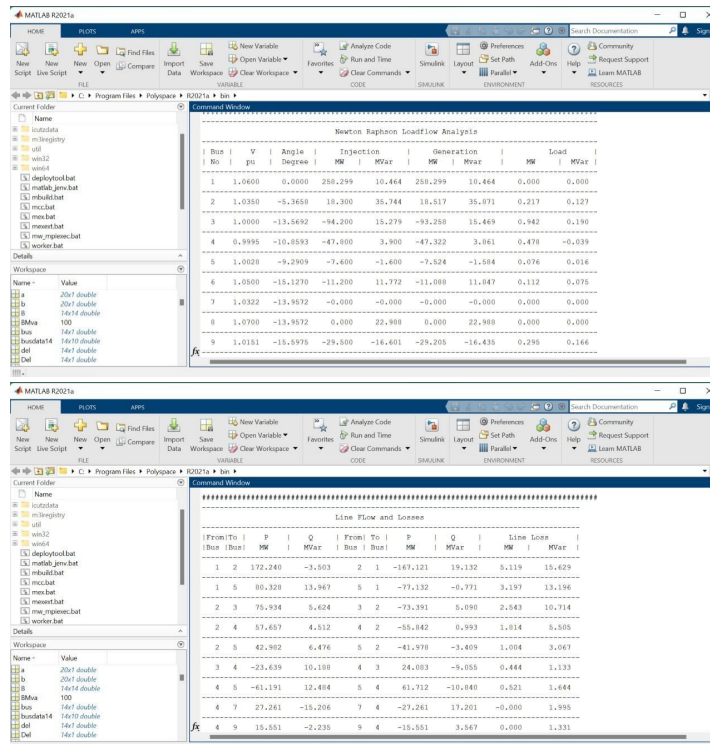 MATLAB R2021a
HOME PLOTS APPS Search Documentation Sign
New Script New Live Script New Open Find Files Compare Import Data Save Workspace New Variable Open Variable Clear Workspace Favorites Analyze Code Run and Time Clear Commands Simulink Layout Preferences Set Path Parallel Add-Ons Help Community Request Support Learn MATLAB
FILE VARIABLE CODE SIMULINK ENVIRONMENT RESOURCES
C: Program Files Polyspace R2021a bin
Current Folder
Name
icutzdata
m3iregistry
util
win32
win64
deploytool.bat
matlab_jenv.bat
mbuild.bat
mcc.bat
mex.bat
mexext.bat
mw_mpiexec.bat
worker.bat
Details
Workspace
Name Value
a 20x1 double
b 20x1 double
B 14x14 double
BMva 100
bus 14x1 double
busdata14 14x10 double
del 14x1 double
Del 14x1 double
Command Window
Newton Raphson Loadflow Analysis
| Bus | V | Angle | Injection | Generation | Load |
| No | pu | Degree | MW | MVar | MW | Mvar | MW | MVar |
1 1.0600 0.0000 258.299 10.464 258.299 10.464 0.000 0.000
2 1.0350 -5.3658 18.300 35.744 18.517 35.871 0.217 0.127
3 1.0000 -13.5692 -94.200 15.279 -93.258 15.469 0.942 0.190
4 0.9995 -10.8593 -47.800 3.900 -47.322 3.861 0.478 -0.039
5 1.0028 -9.2909 -7.600 -1.600 -7.524 -1.584 0.076 0.016
6 1.0500 -15.1270 -11.200 11.772 -11.088 11.847 0.112 0.075
7 1.0322 -13.9572 -0.000 -0.000 -0.000 -0.000 0.000 0.000
8 1.0700 -13.9572 0.000 22.988 0.000 22.988 0.000 0.000
9 1.0151 -15.5975 -29.500 -16.601 -29.205 -16.435 0.295 0.166
fx
MATLAB R2021a
HOME PLOTS APPS Search Documentation Sign
New Script New Live Script New Open Find Files Compare Import Data Save Workspace New Variable Open Variable Clear Workspace Favorites Analyze Code Run and Time Clear Commands Simulink Layout Preferences Set Path Parallel Add-Ons Help Community Request Support Learn MATLAB
FILE VARIABLE CODE SIMULINK ENVIRONMENT RESOURCES
C: Program Files Polyspace R2021a bin
Current Folder
Name
icutzdata
m3iregistry
util
win32
win64
deploytool.bat
matlab_jenv.bat
mbuild.bat
mcc.bat
mex.bat
mexext.bat
mw_mpiexec.bat
worker.bat
Details
Workspace
Name Value
a 20x1 double
b 20x1 double
B 14x14 double
BMva 100
bus 14x1 double
busdata14 14x10 double
del 14x1 double
Del 14x1 double
Command Window
Line FLow and Losses
|From|To | P | Q | From| To | P | Q | Line Loss |
|Bus |Bus| MW | MVar | Bus | Bus | MW | MVar | MW | MVar |
1 2 172.240 -3.503 2 1 -167.121 19.132 5.119 15.629
1 5 80.328 13.967 5 1 -77.132 -0.771 3.197 13.196
2 3 75.934 5.624 3 2 -73.391 5.090 2.543 10.714
2 4 57.657 4.512 4 2 -55.842 0.993 1.814 5.505
2 5 42.982 6.476 5 2 -41.978 -3.409 1.004 3.067
3 4 -23.639 10.188 4 3 24.083 -9.055 0.444 1.133
4 5 -61.191 12.484 5 4 61.712 -10.840 0.521 1.644
4 7 27.261 -15.206 7 4 -27.261 17.201 -0.000 1.995
4 9 15.551 -2.235 9 4 -15.551 3.567 0.000 1.331
fx